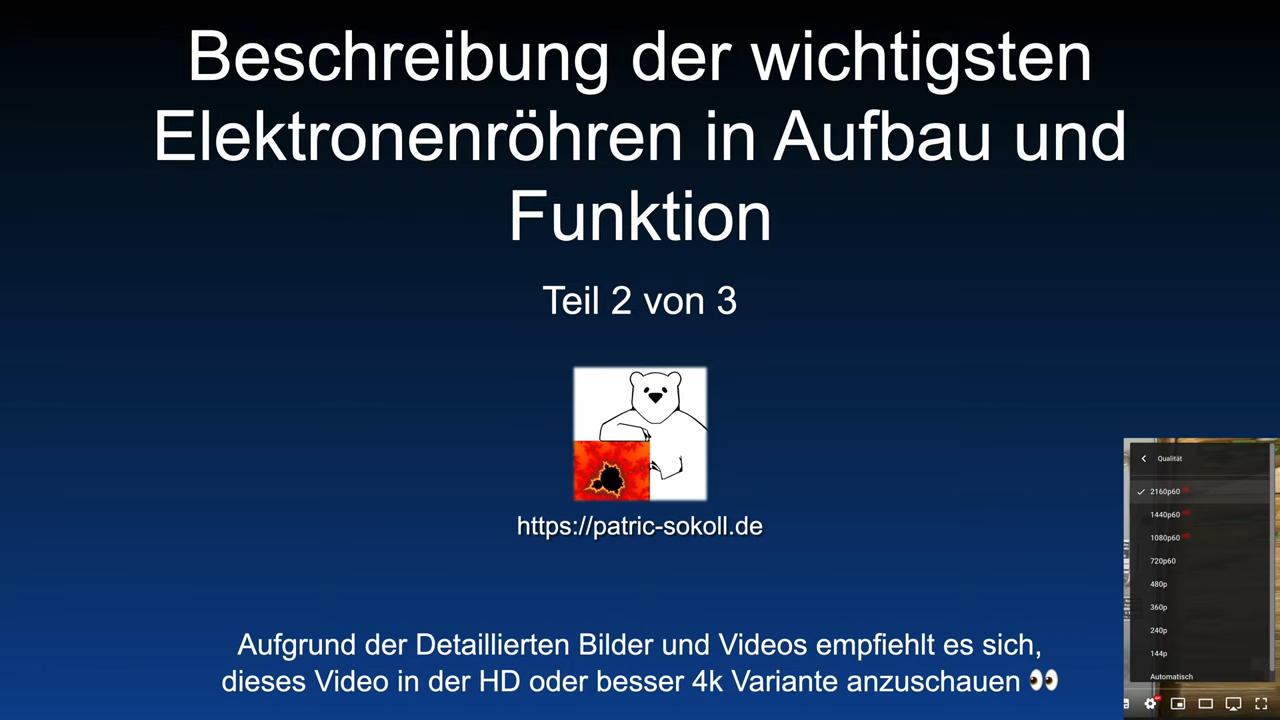 Beschreibung der wichtigsten
Elektronenröhren in Aufbau und
Funktion
Teil 2 von 3
https://patric-sokoll.de
Aufgrund der Detaillierten Bilder und Videos empfiehlt es sich,
dieses Video in der HD oder besser 4k Variante anzuschauen 👀
Qualität
2160p60
1440p60
1080p60
720p60
480p
360p
240p
144p
Automatisch